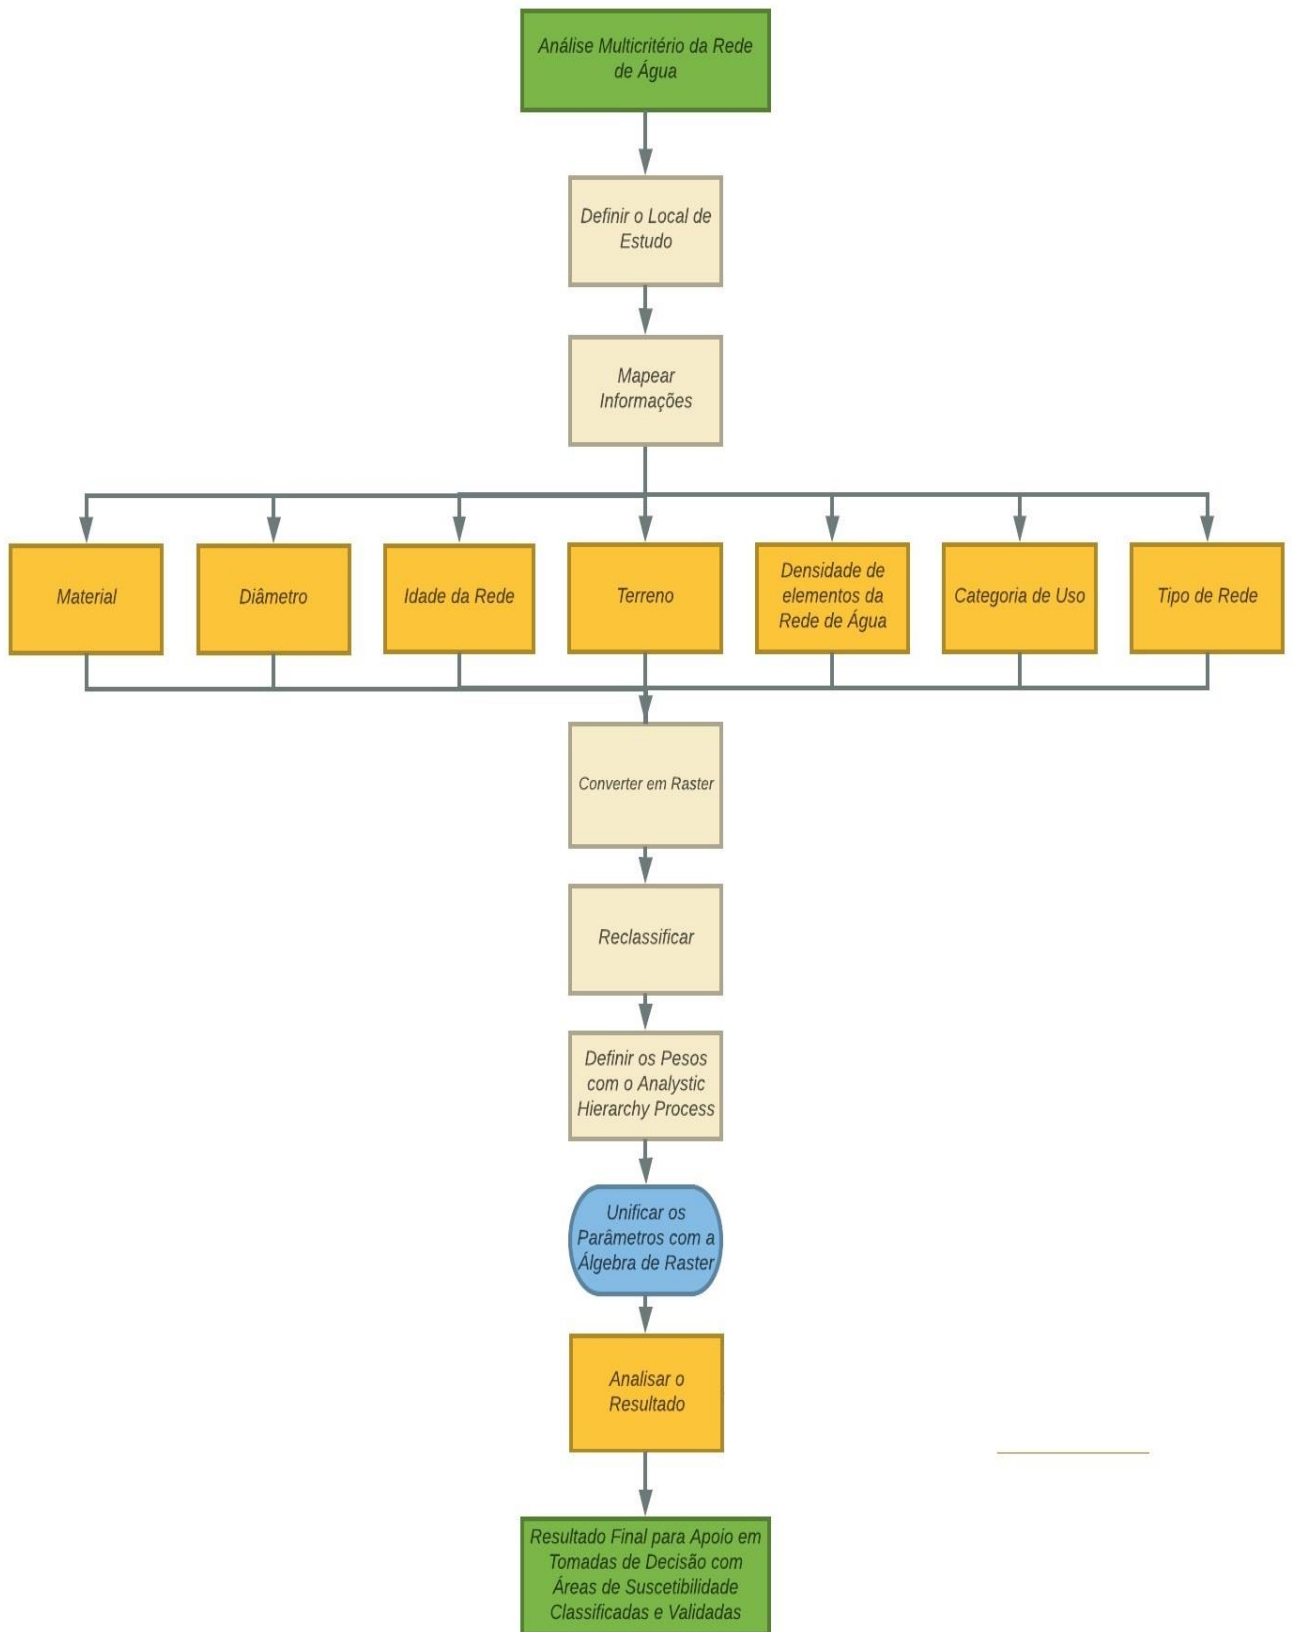 Análise Multicritério da Rede
de Água
Definir o Local de
Estudo
Mapear
Informações
Material
Diâmetro
Idade da Rede
Terreno
Densidade de
elementos da
Rede de Água
Categoria de Uso
Tipo de Rede
Converter em Raster
Reclassificar
Definir os Pesos
com o Analystic
Hierarchy Process
Unificar os
Parâmetros com a
Álgebra de Raster
Analisar o
Resultado
Resultado Final para Apoio em
Tomadas de Decisão com
Áreas de Suscetibilidade
Classificadas e Validadas